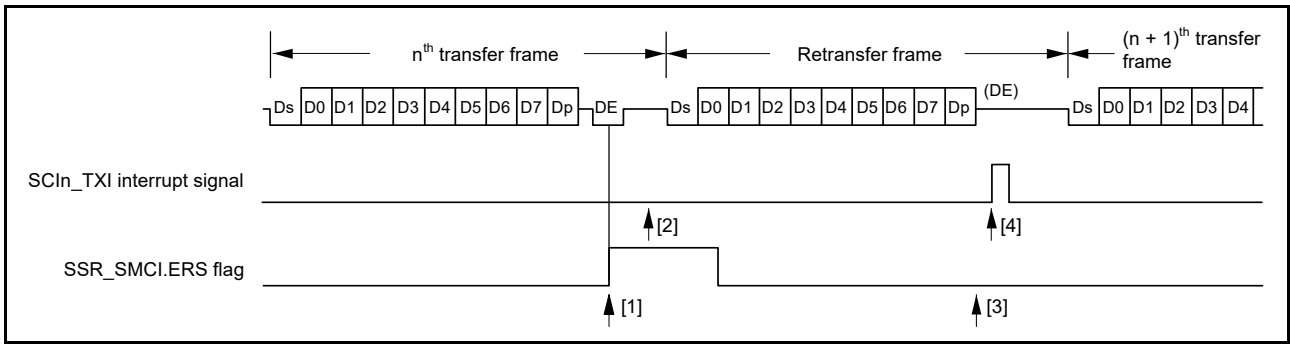 nth transfer frame
Retransfer frame
(n + 1)th transfer
frame
Ds D0 D1 D2 D3 D4 D5 D6 D7 Dp DE Ds D0 D1 D2 D3 D4 D5 D6 D7 Dp (DE) Ds D0 D1 D2 D3 D4
SCIn_TXI interrupt signal
[2] [4]
SSR_SMCI.ERS flag
[1] [3]